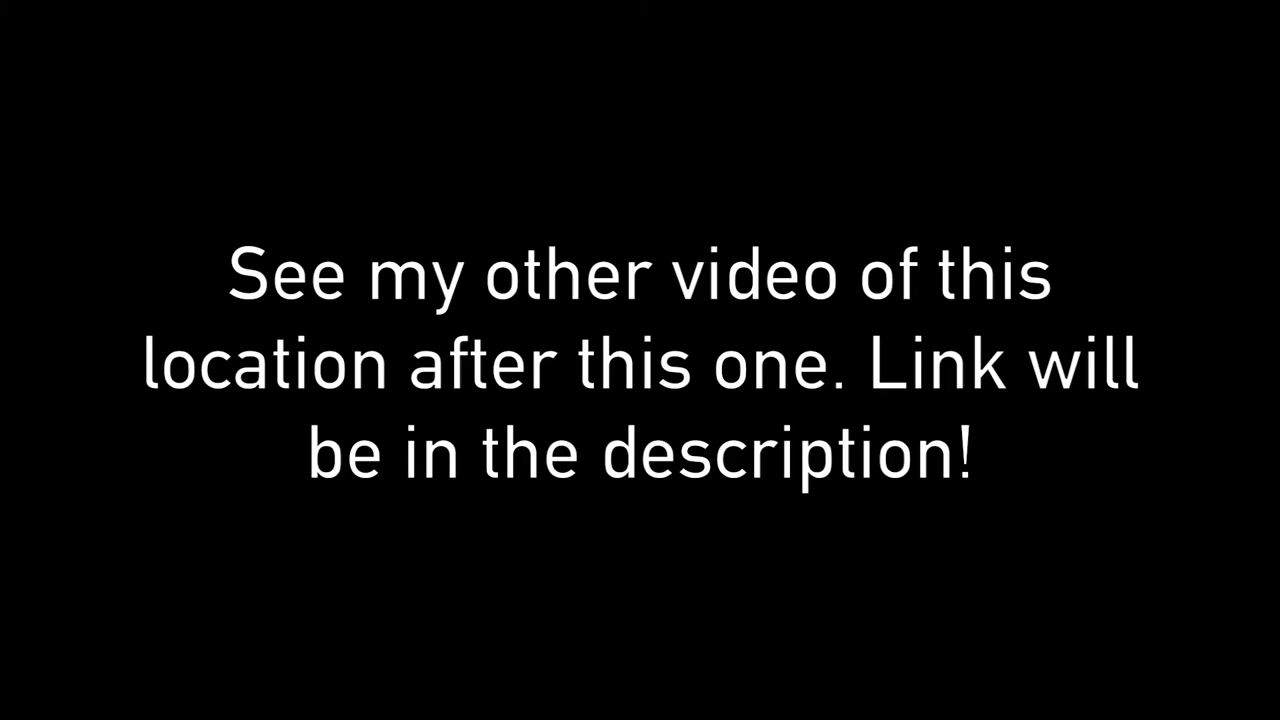 See my other video of this
location after this one. Link will
be in the description!